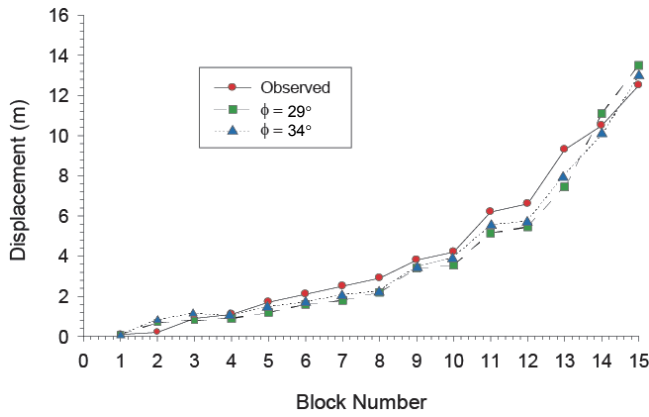 16
14
12
10
8
6
4
2
0
Displacement (m)
Observed
ϕ = 29°
ϕ = 34°
0 1 2 3 4 5 6 7 8 9 10 11 12 13 14 15
Block Number